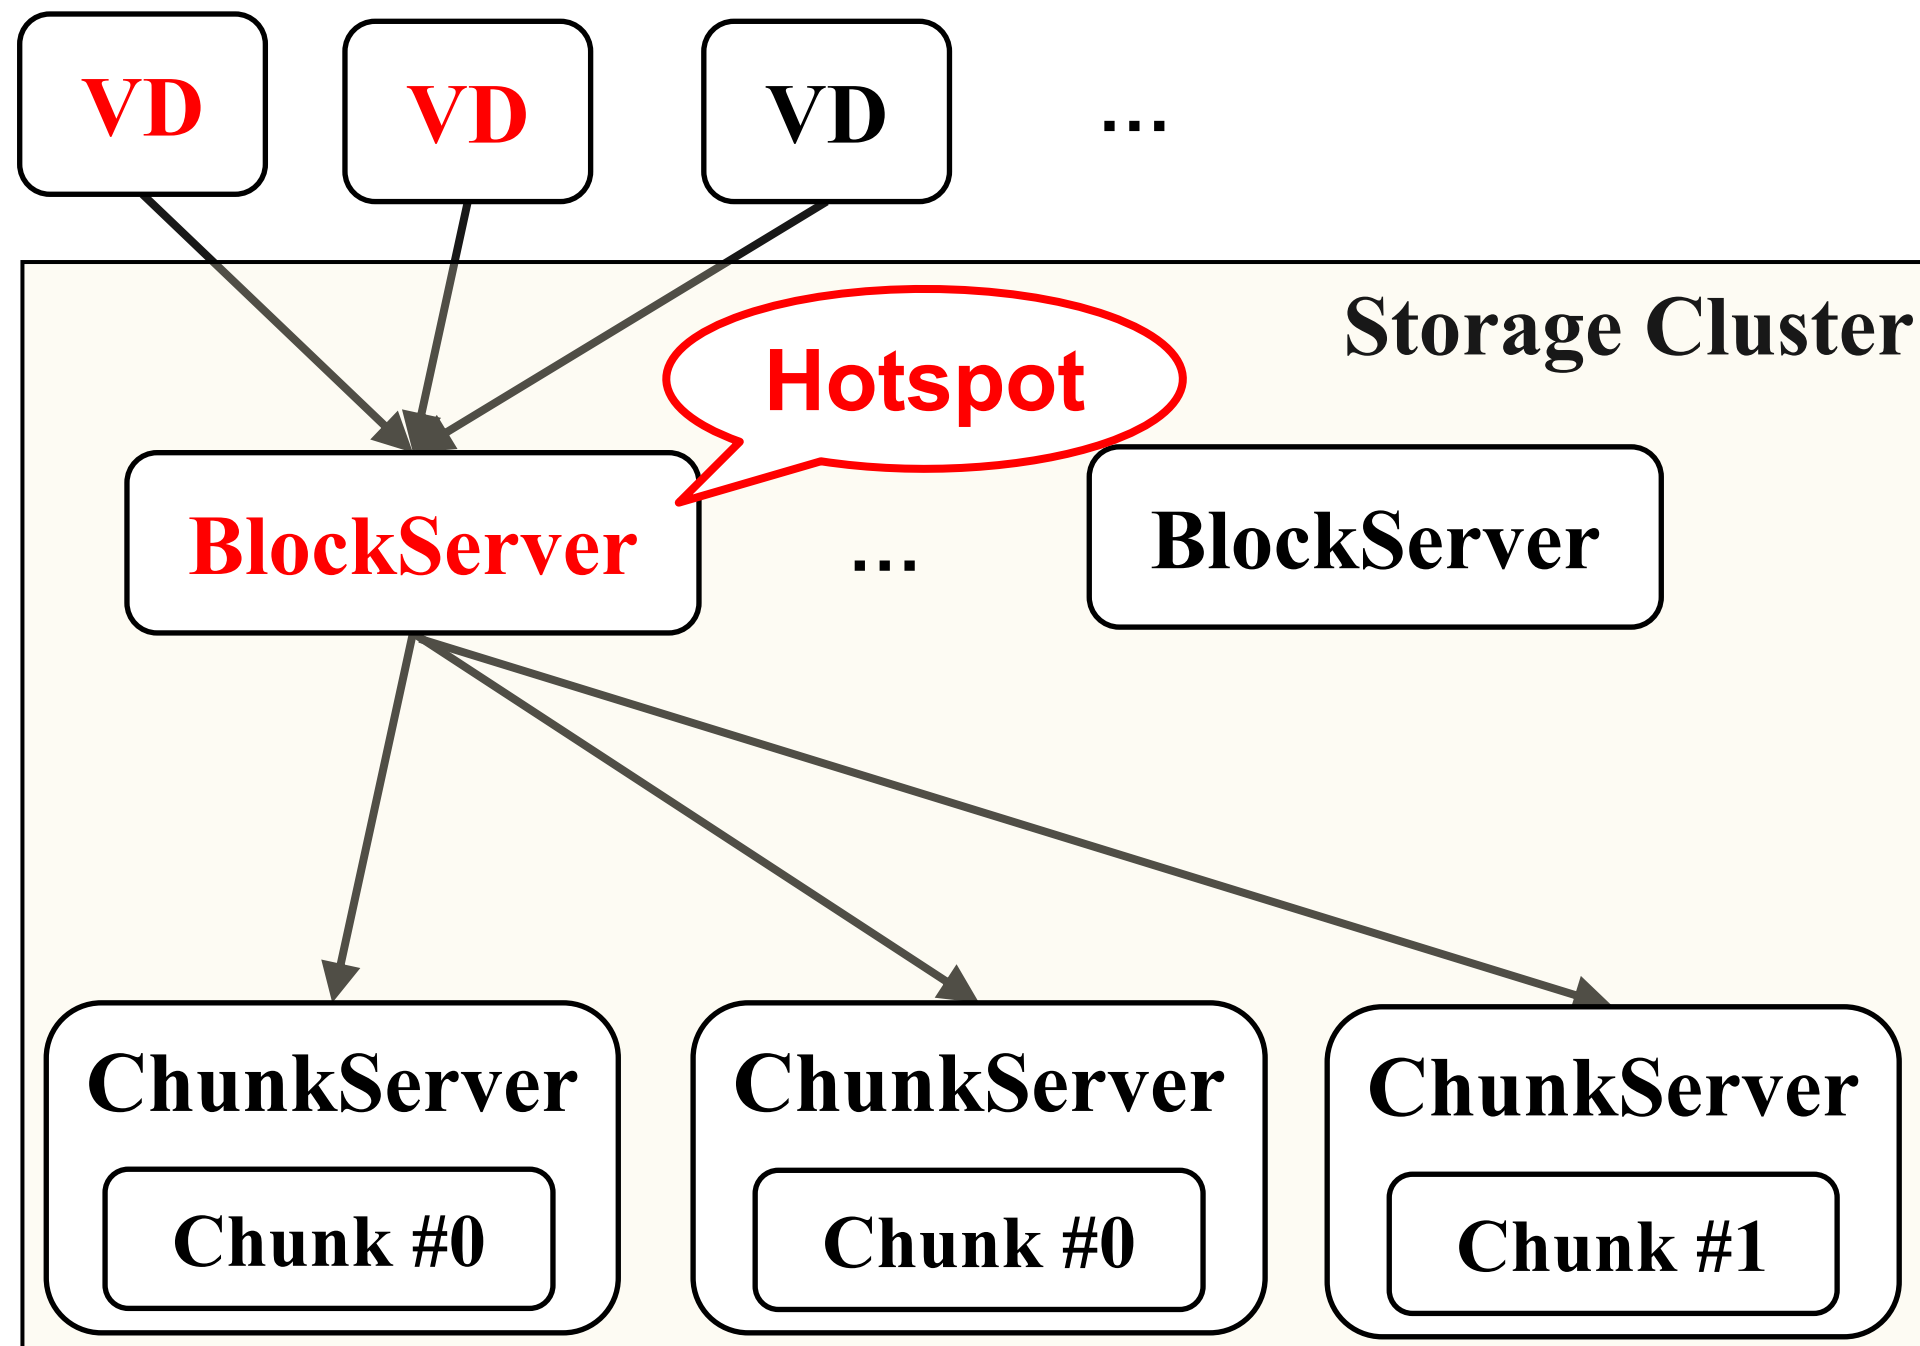 VD
VD
VD
...
Storage Cluster
Hotspot
BlockServer
...
BlockServer
ChunkServer
ChunkServer
ChunkServer
Chunk #0
Chunk #0
Chunk #1